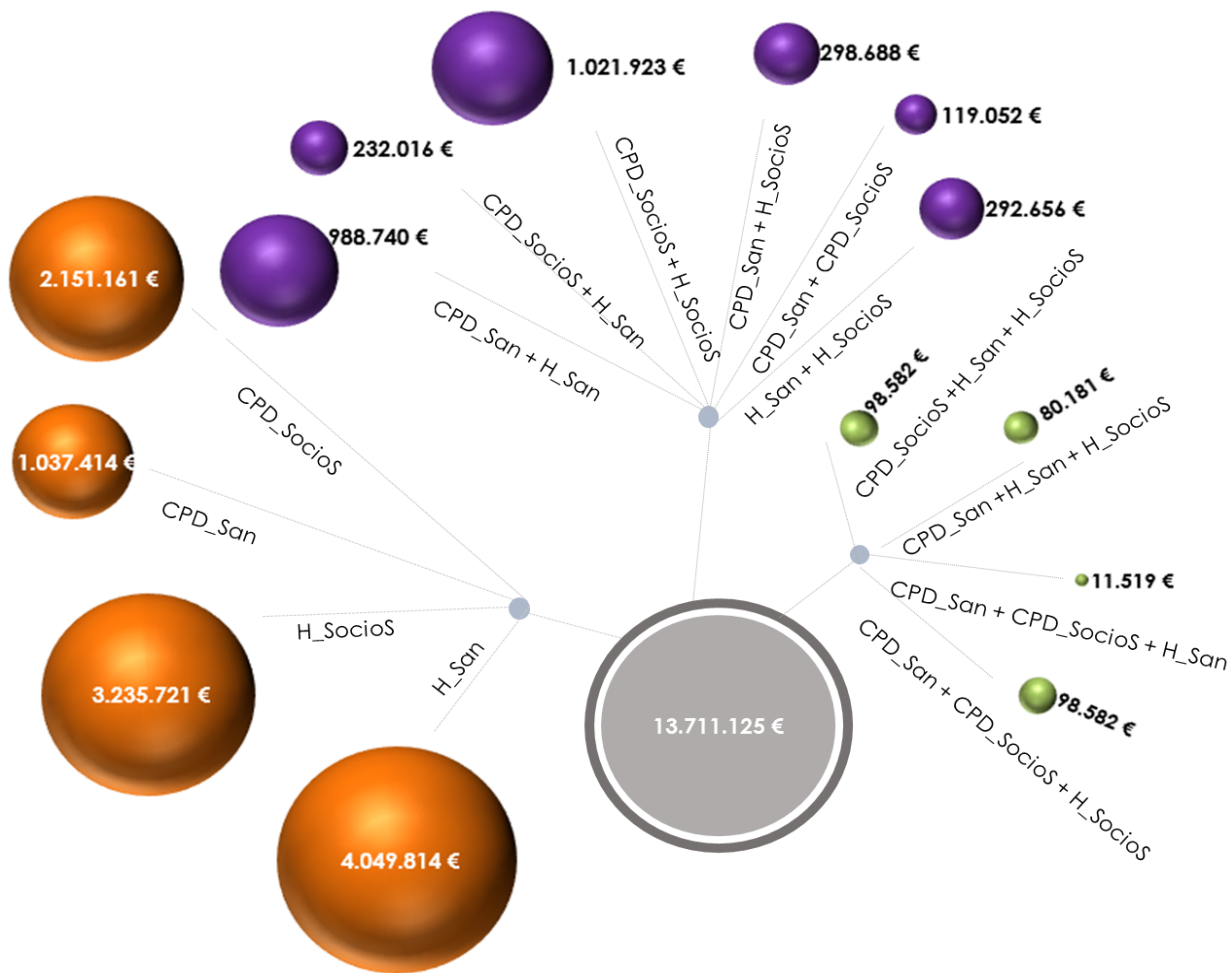 1.021.923 €
298.688 €
119.052 €
232.016 €
292.656 €
988.740 €
2.151.161 €
CPD_SocioS + H_San
CPD_SocioS + H_SocioS
CPD_San + H_SocioS
CPD_San + CPD_SocioS
H_San + H_SocioS
CPD_San + H_San
98.582 €
CPD_SocioS +H_San + H_SocioS
80.181 €
CPD_San +H_San + H_SocioS
CPD_SocioS
1.037.414 €
CPD_San
11.519 €
CPD_San + CPD_SocioS + H_San
H_SocioS
H_San
3.235.721 €
CPD_San + CPD_SocioS + H_SocioS
98.582 €
13.711.125 €
4.049.814 €